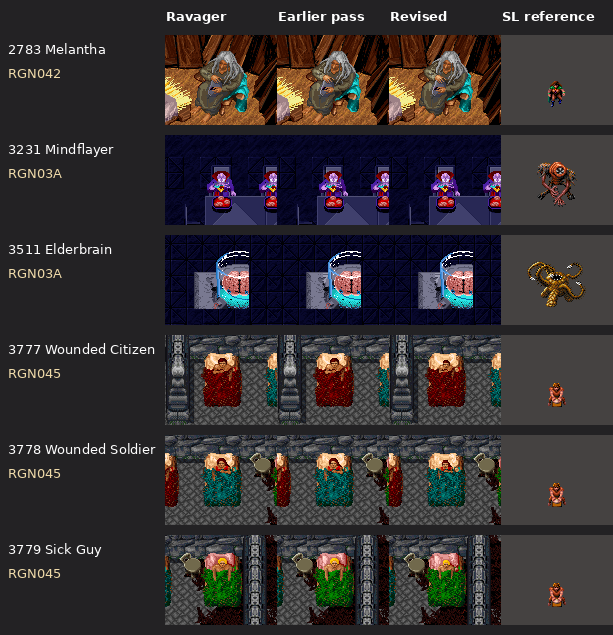 Ravager Earlier pass Revised SL reference
2783 Melantha
RGN042
3231 Mindflayer
RGN03A
3511 Elderbrain
RGN03A
3777 Wounded Citizen
RGN045
3778 Wounded Soldier
RGN045
3779 Sick Guy
RGN045